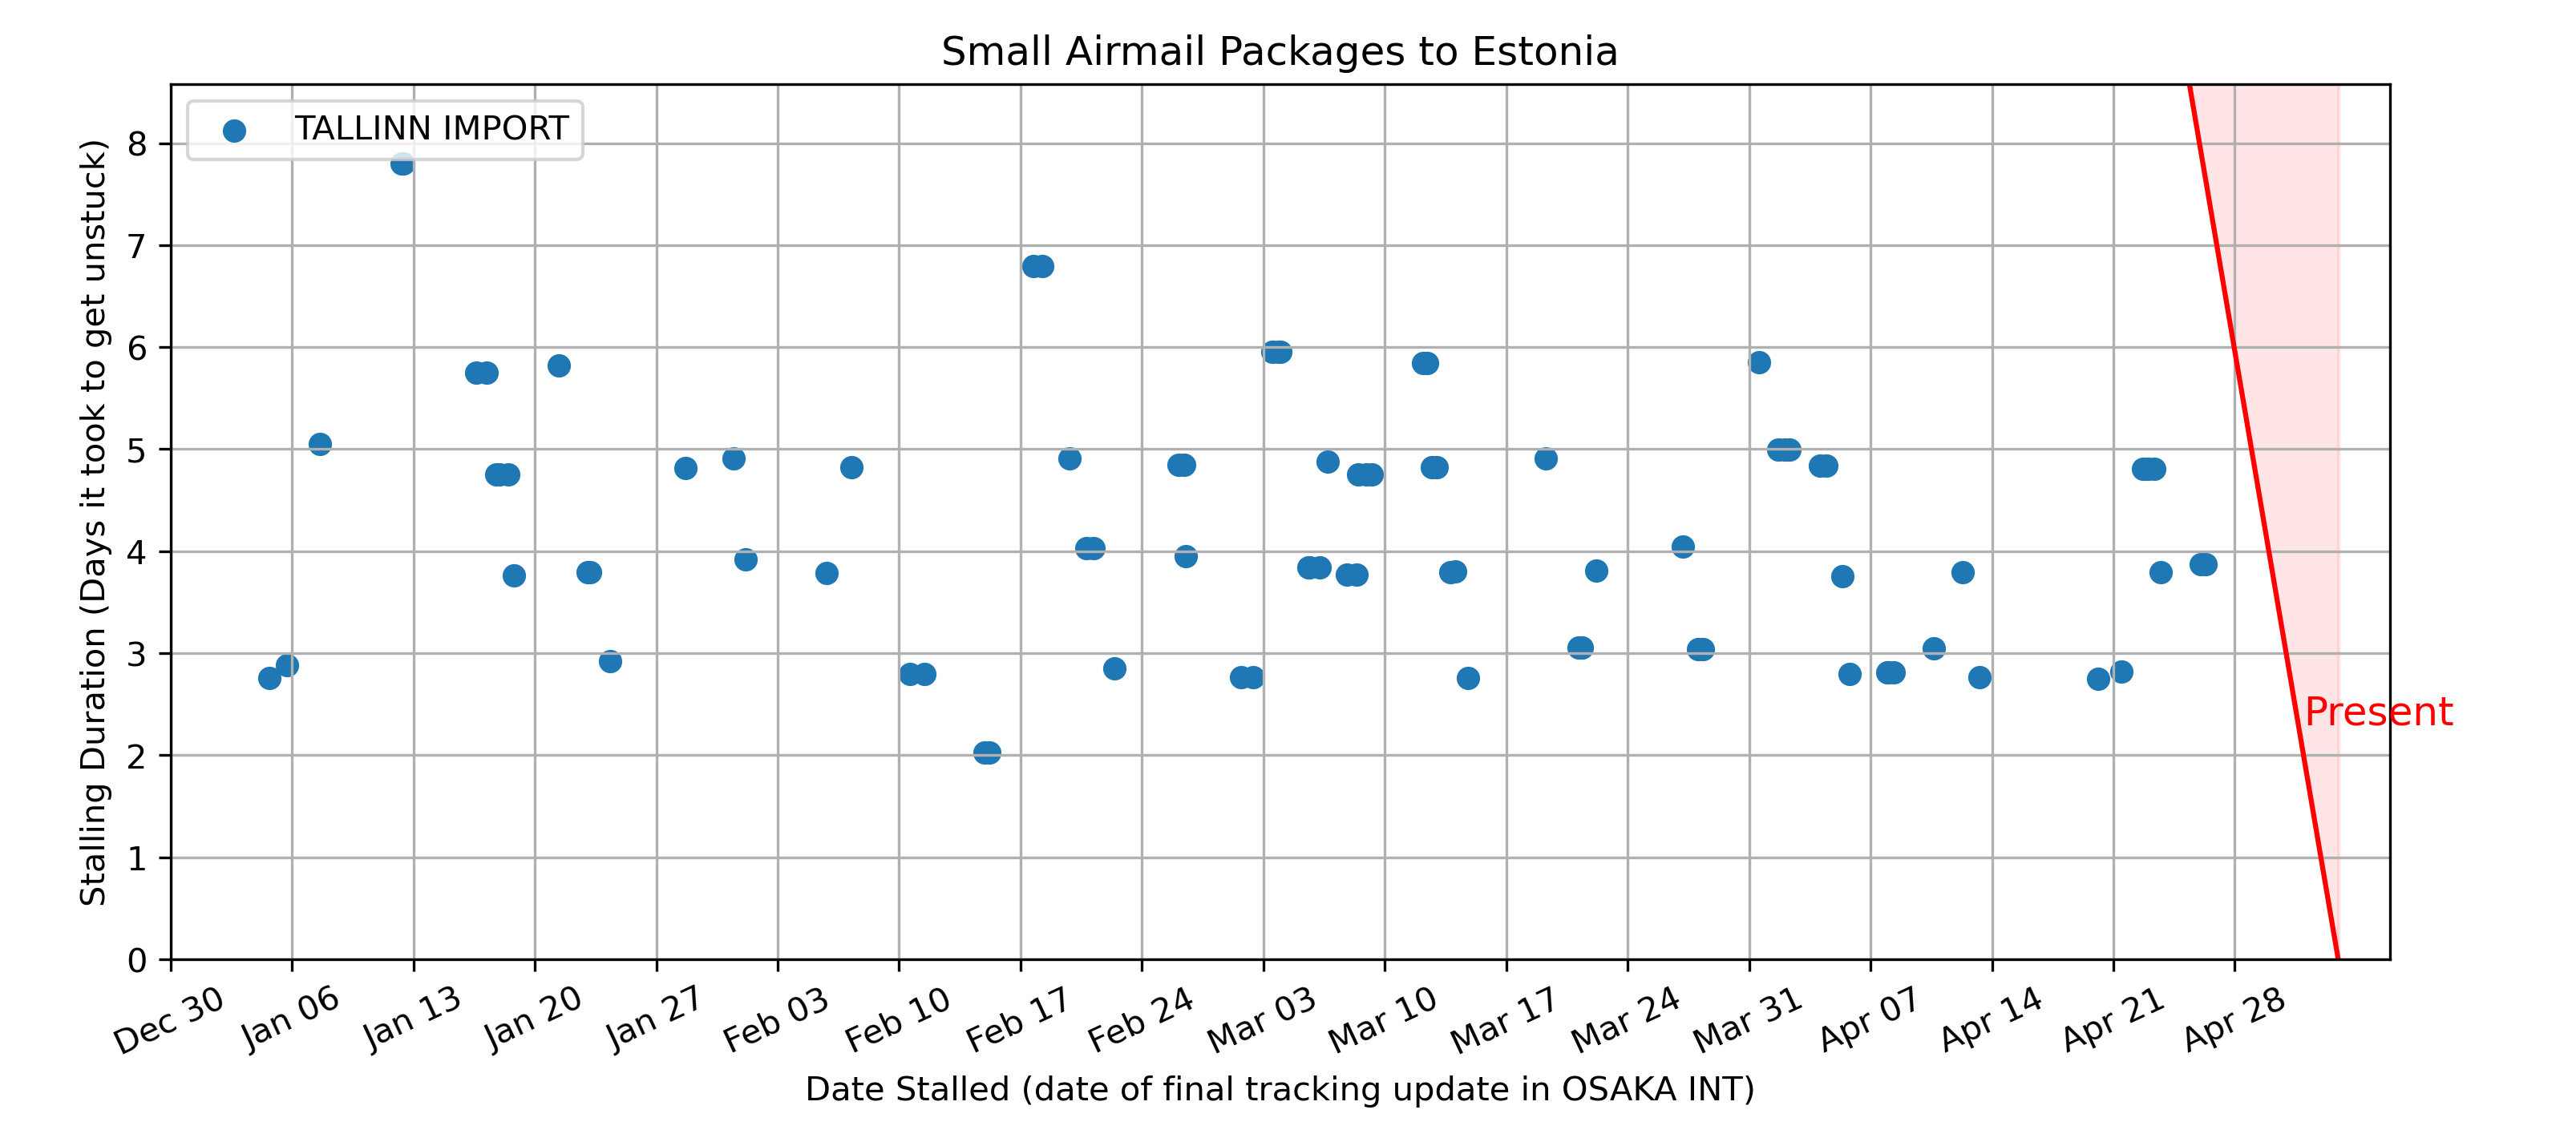 Small Airmail Packages to Estonia
TALLINN IMPORT
Stalling Duration (Days it took to get unstuck)
8
7
6
5
4
3
2
1
0
Present
Dec 30
Jan 06
Jan 13
Jan 20
Jan 27
Feb 03
Feb 10
Feb 17
Feb 24
Mar 03
Mar 10
Mar 17
Mar 24
Mar 31
Apr 07
Apr 14
Apr 21
Apr 28
Date Stalled (date of final tracking update in OSAKA INT)